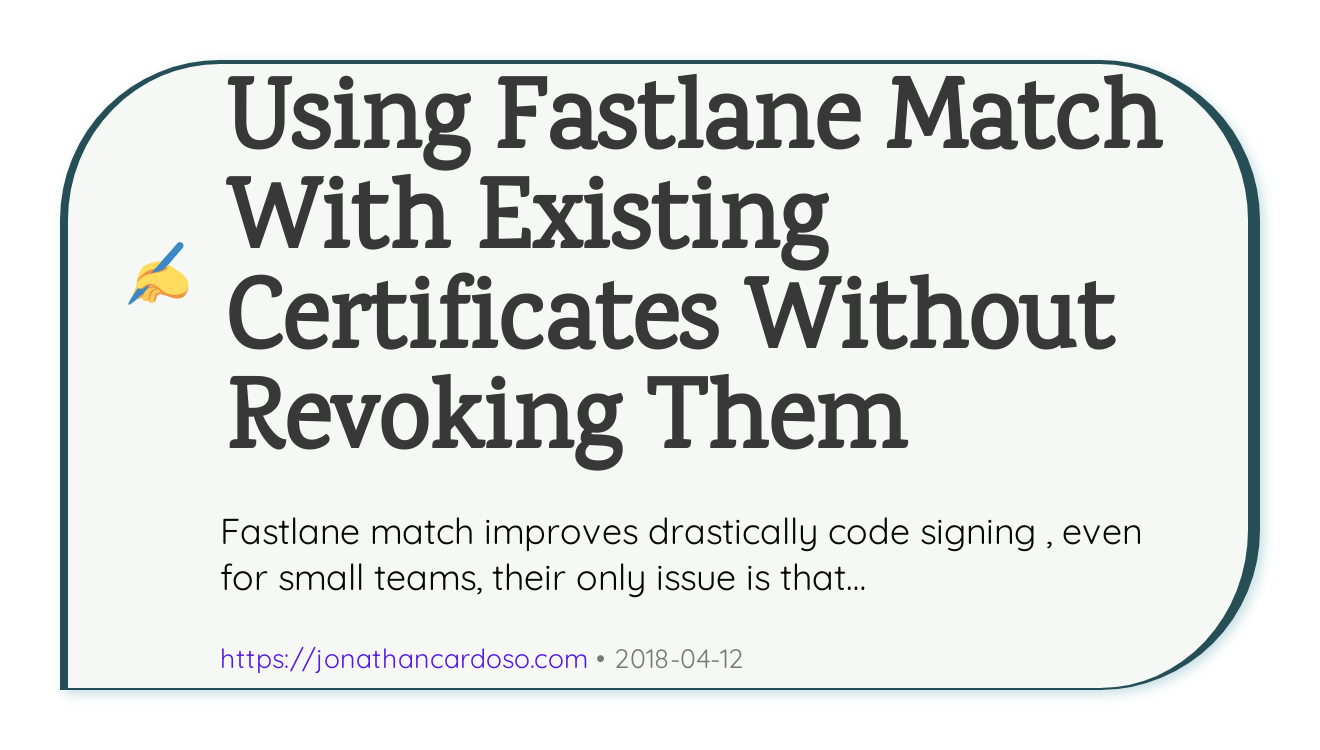 Using Fastlane Match
With Existing
Certificates Without
Revoking Them
Fastlane match improves drastically code signing , even
for small teams, their only issue is that...
https://jonathancardoso.com • 2018-04-12